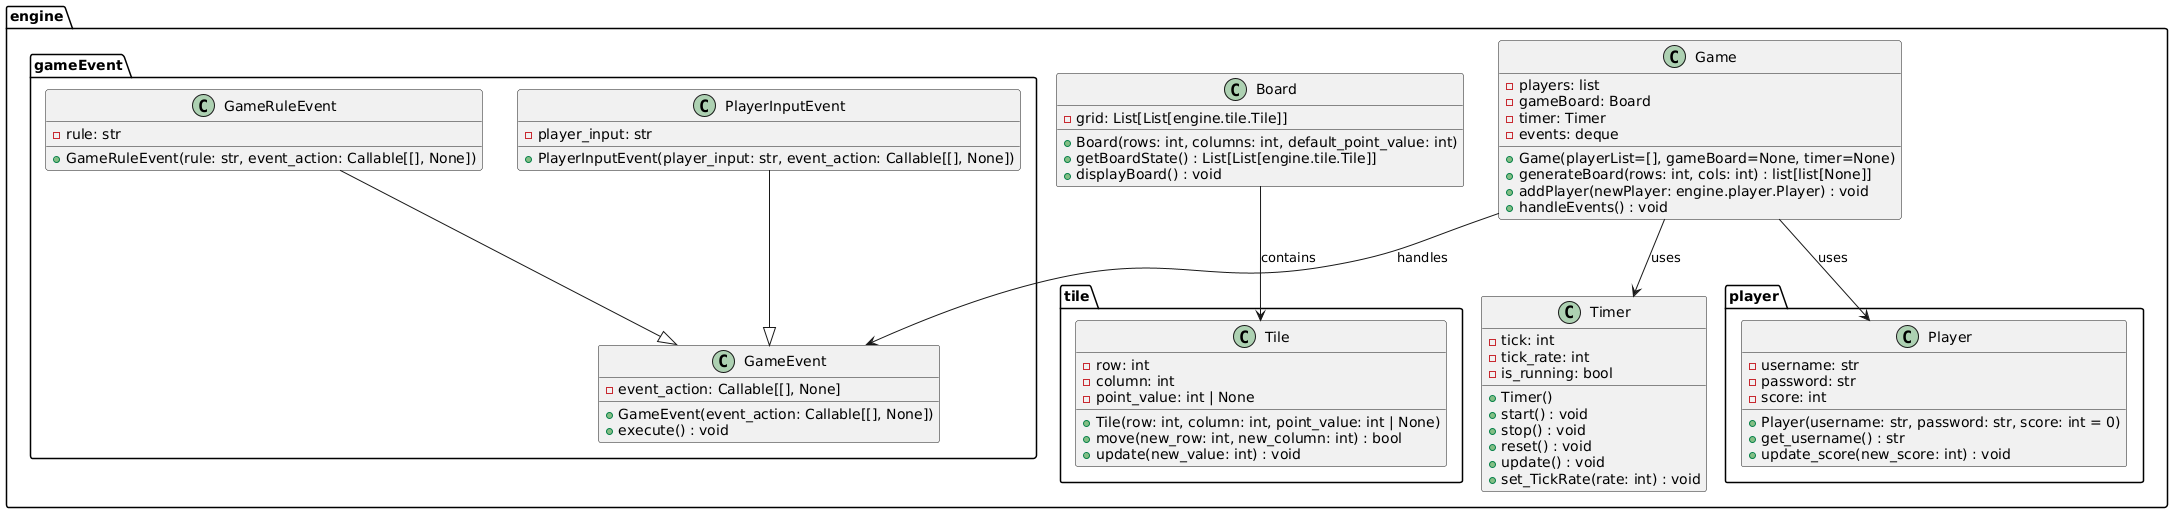 engine
gameEvent
C GameRuleEvent
rule: str
GameRuleEvent(rule: str, event_action: Callable[[], None])
C PlayerInputEvent
player_input: str
PlayerInputEvent(player_input: str, event_action: Callable[[], None])
C Board
grid: List[List[engine.tile.Tile]]
Board(rows: int, columns: int, default_point_value: int)
getBoardState() : List[List[engine.tile.Tile]]
displayBoard() : void
C Game
players: list
gameBoard: Board
timer: Timer
events: deque
Game(playerList=[], gameBoard=None, timer=None)
generateBoard(rows: int, cols: int) : list[list[None]]
addPlayer(newPlayer: engine.player.Player) : void
handleEvents() : void
contains
handles
uses
uses
C GameEvent
event_action: Callable[[], None]
GameEvent(event_action: Callable[[], None])
execute() : void
tile
C Tile
row: int
column: int
point_value: int | None
Tile(row: int, column: int, point_value: int | None)
move(new_row: int, new_column: int) : bool
update(new_value: int) : void
C Timer
tick: int
tick_rate: int
is_running: bool
Timer()
start() : void
stop() : void
reset() : void
update() : void
set_TickRate(rate: int) : void
player
C Player
username: str
password: str
score: int
Player(username: str, password: str, score: int = 0)
get_username() : str
update_score(new_score: int) : void